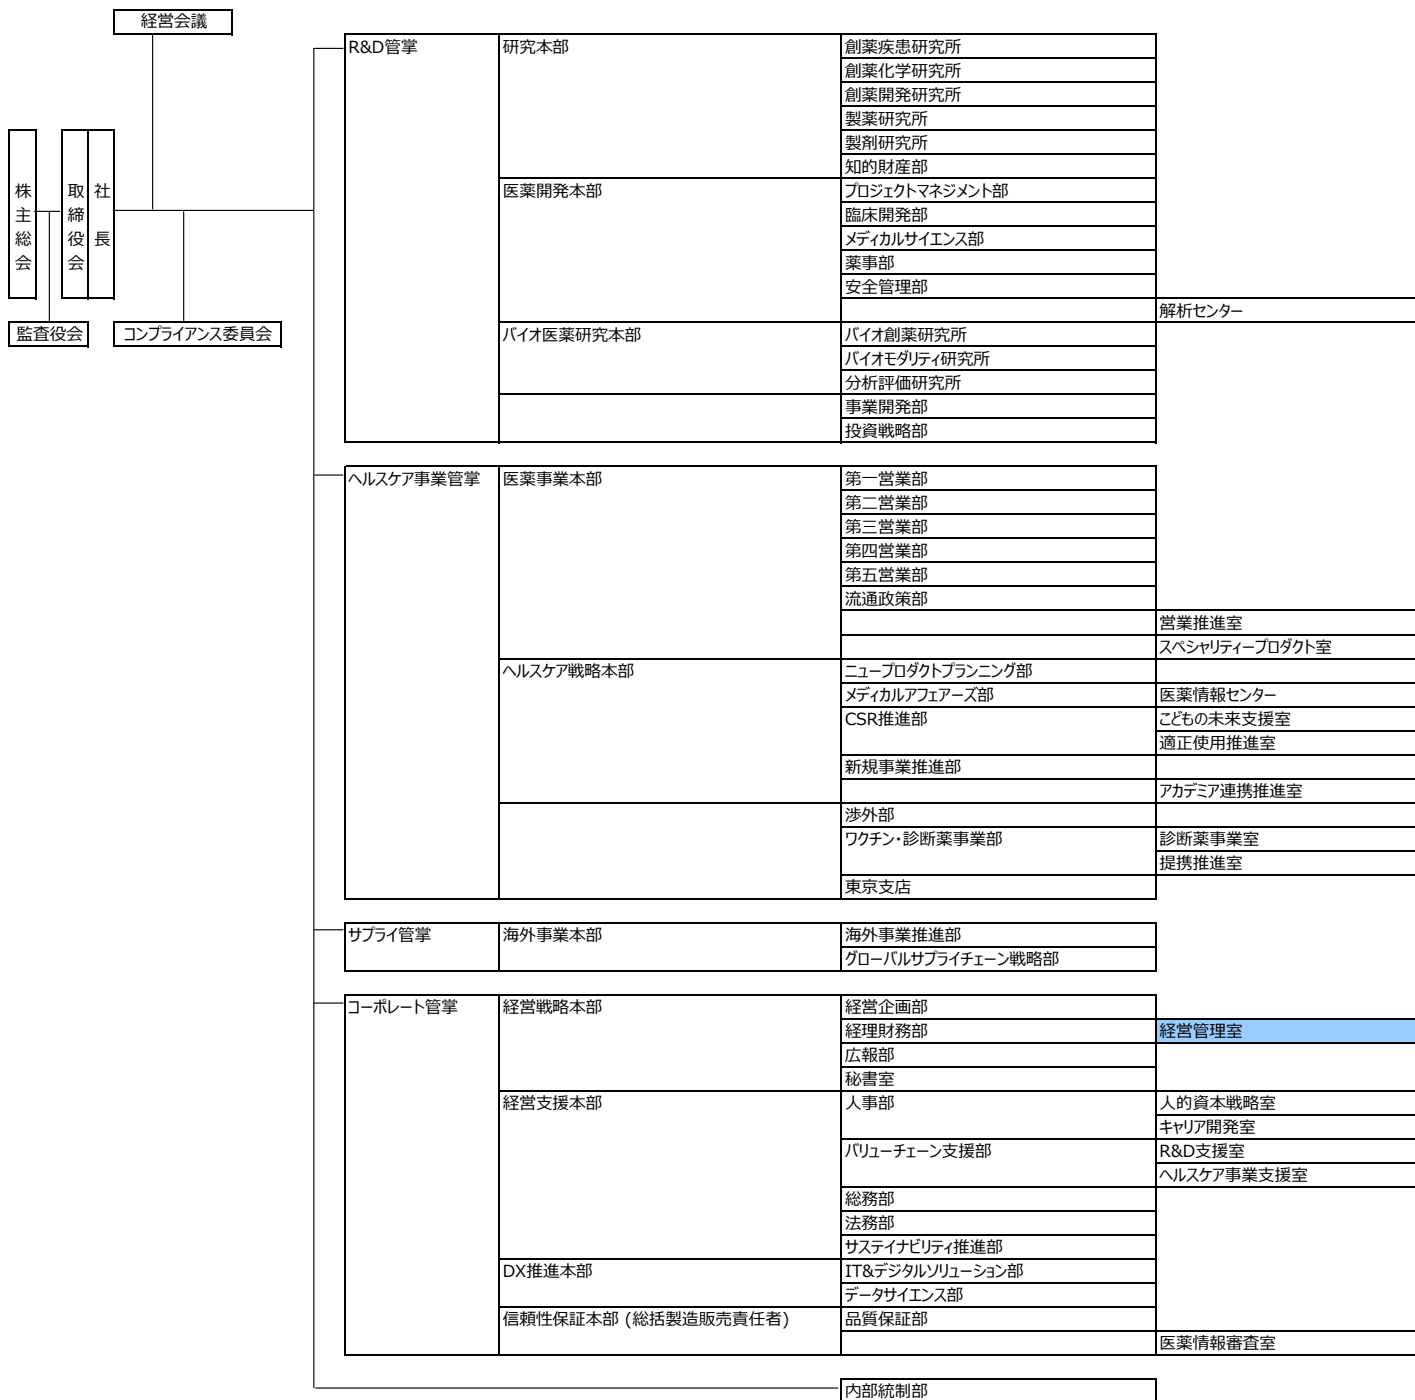 経営会議
R&D管掌 研究本部 創薬疾患研究所
創薬化学研究所
創薬開発研究所
製薬研究所
製剤研究所
知的財産部
株主総会
取締役会
社長
医薬開発本部 プロジェクトマネジメント部
臨床開発部
メディカルサイエンス部
薬事部
安全管理部
解析センター
監査役会 コンプライアンス委員会
バイオ医薬研究本部 バイオ創薬研究所
バイオモダリティ研究所
分析評価研究所
事業開発部
投資戦略部
ヘルスケア事業管掌 医薬事業本部 第一営業部
第二営業部
第三営業部
第四営業部
第五営業部
流通政策部
営業推進室
スペシャリティープロダクト室
ヘルスケア戦略本部 ニュープロダクトプランニング部
メディカルアフェアーズ部 医薬情報センター
CSR推進部 こどもの未来支援室
適正使用推進室
新規事業推進部
アカデミア連携推進室
渉外部
ワクチン・診断薬事業部 診断薬事業室
提携推進室
東京支店
サプライ管掌 海外事業本部 海外事業推進部
グローバルサプライチェーン戦略部
コーポレート管掌 経営戦略本部 経営企画部
経理財務部 経営管理室
広報部
秘書室
経営支援本部 人事部 人的資本戦略室
キャリア開発室
バリューチェーン支援部 R&D支援室
ヘルスケア事業支援室
総務部
法務部
サステイナビリティ推進部
DX推進本部 IT&デジタルソリューション部
データサイエンス部
信頼性保証本部 (総括製造販売責任者) 品質保証部
医薬情報審査室
内部統制部